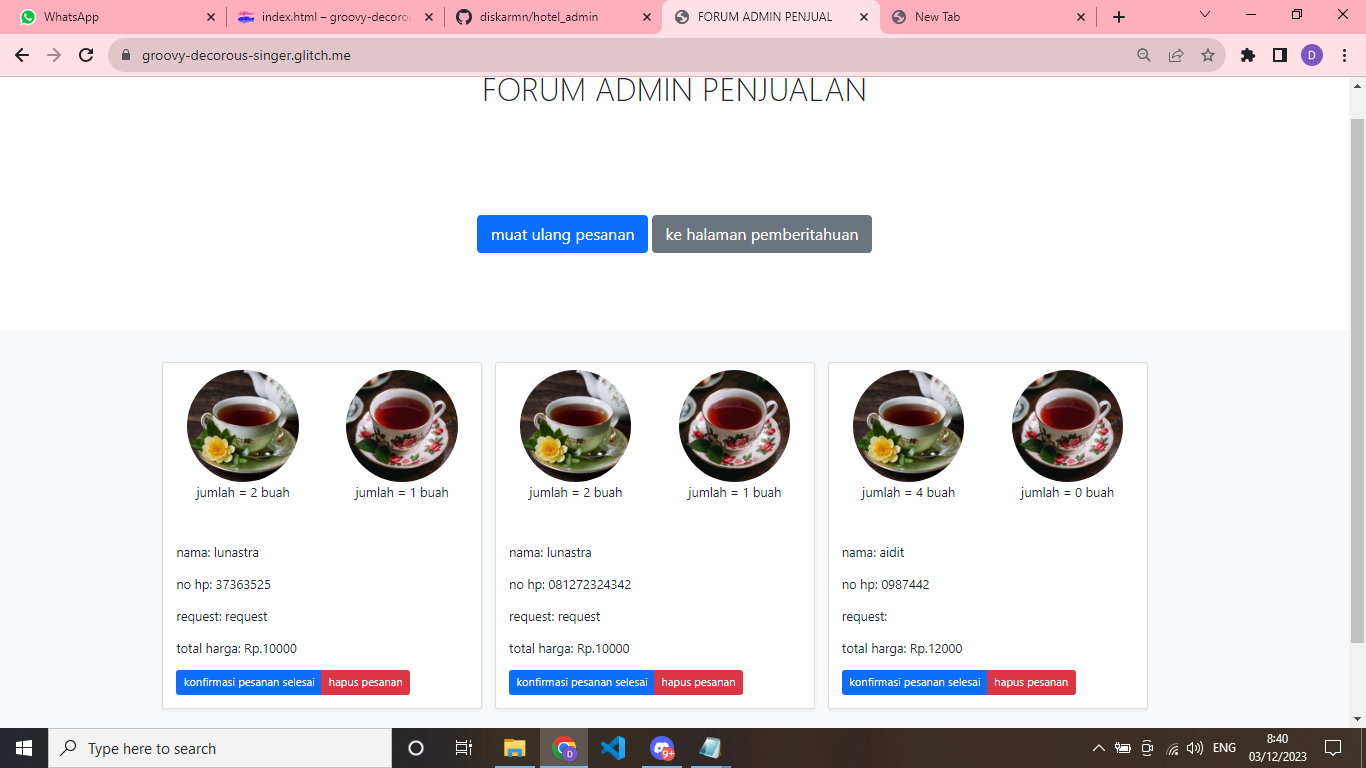 WhatsApp
index.html – groovy-decoro
diskarmn/hotel_admin
FORUM ADMIN PENJUAL
New Tab
groovy-decorous-singer.glitch.me
D
FORUM ADMIN PENJUALAN
muat ulang pesanan
ke halaman pemberitahuan
jumlah = 2 buah
jumlah = 1 buah
nama: lunastra
no hp: 37363525
request: request
total harga: Rp.10000
konfirmasi pesanan selesai
hapus pesanan
jumlah = 2 buah
jumlah = 1 buah
nama: lunastra
no hp: 081272324342
request: request
total harga: Rp.10000
konfirmasi pesanan selesai
hapus pesanan
jumlah = 4 buah
jumlah = 0 buah
nama: aidit
no hp: 0987442
request:
total harga: Rp.12000
konfirmasi pesanan selesai
hapus pesanan
Type here to search
D
9+
ENG
8:40
03/12/2023